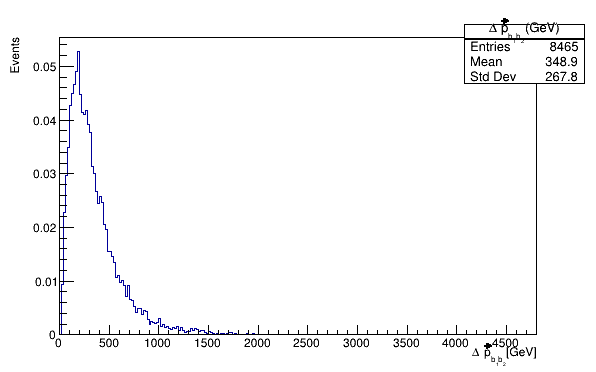 Δ p⃗b₁b₂ (GeV)
Entries 8465
Mean 348.9
Std Dev 267.8
Events
0.05
0.04
0.03
0.02
0.01
0
0 500 1000 1500 2000 2500 3000 3500 4000 4500
Δ p⃗b₁b₂[GeV]